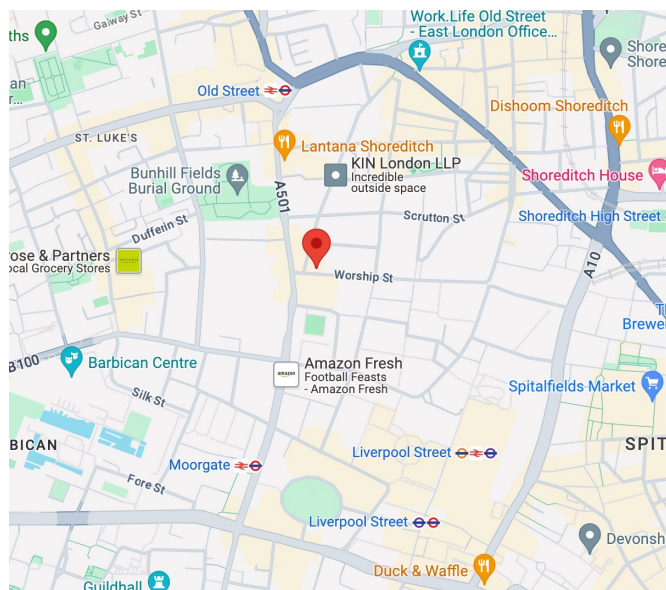 Galway St
Work.Life Old Street
- East London Office...
ths
Shore
Shore
an
r...
Old Street
Dishoom Shoreditch
ST. LUKE'S
Lantana Shoreditch
KIN London LLP
Incredible
outside space
Bunhill Fields
Burial Ground
Shoreditch House
A501
Scrutton St
Shoreditch High Street
Dufferin St
rose & Partners
ocal Grocery Stores
Worship St
A10
T
Brewe
B100
Barbican Centre
Amazon Fresh
Football Feasts
- Amazon Fresh
amazon
Spitalfields Market
Silk St
BICAN
SPIT
Liverpool Street
Moorgate
Fore St
Liverpool Street
Devonsh
Duck & Waffle
Guildhall